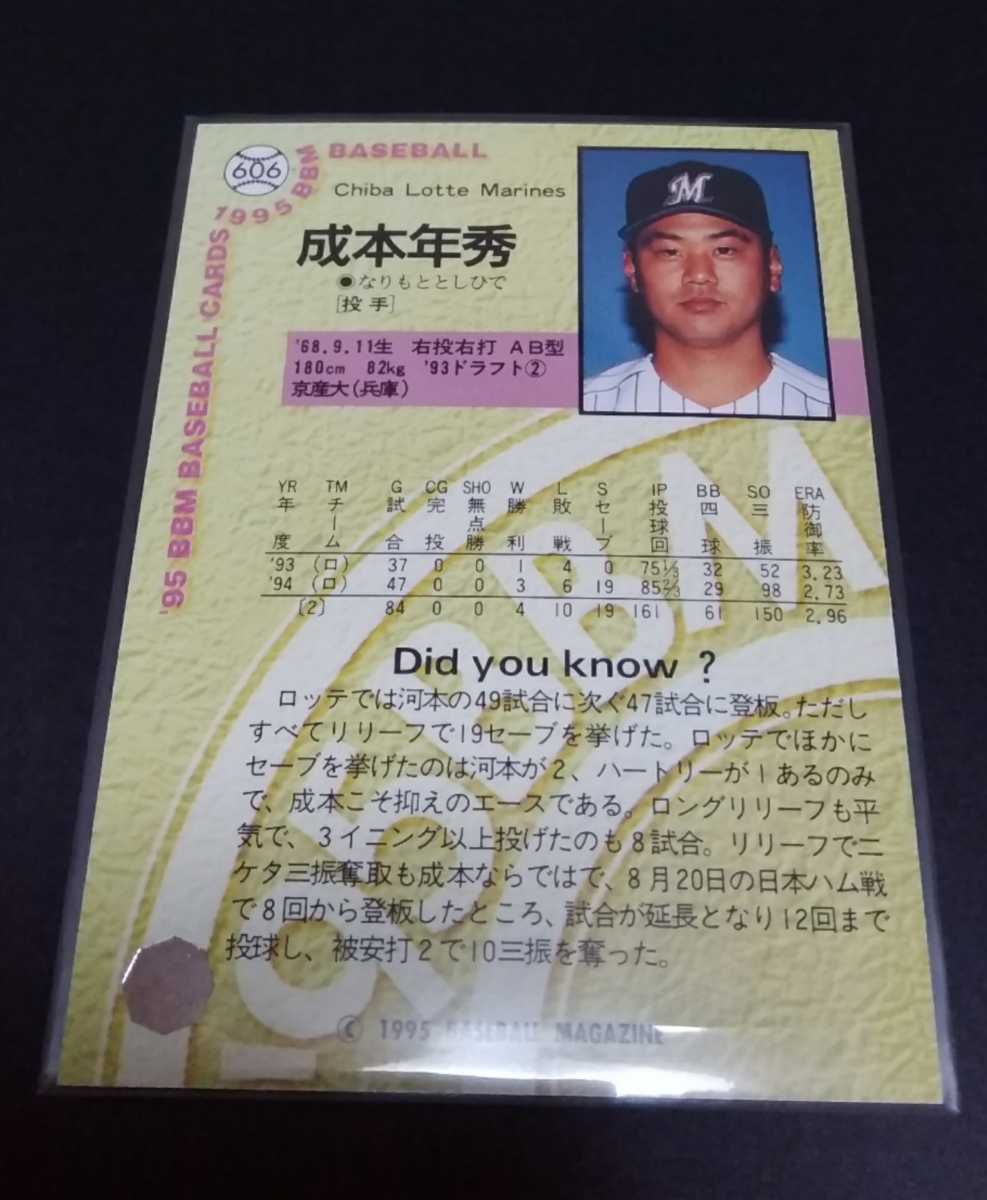 606
'95 BBM BASEBALL CARDS 1995 BBM BASEBALL
Chiba Lotte Marines
成本年秀
●なりもととしひで
[投手]
M
'68.9.11生 右投右打 AB型
180cm 82kg '93ドラフト②
京産大(兵庫)
YR TM G CG SHO W L S IP BB SO ERA
年度 チーム 試合 完投 無点勝 勝利 敗戦 セーブ 投球回 四球 三振 防御率
'93 (ロ) 37 0 0 1 4 0 75⅓ 32 52 3.23
'94 (ロ) 47 0 0 3 6 19 85⅔ 29 98 2.73
[2] 84 0 0 4 10 19 161 61 150 2.96
Did you know ?
ロッテでは河本の49試合に次ぐ47試合に登板。ただし
すべてリリーフで19セーブを挙げた。ロッテでほかに
セーブを挙げたのは河本が2、ハートリーが1あるのみ
で、成本こそ抑えのエースである。ロングリリーフも平
気で、3イニング以上投げたのも8試合。リリーフで二
ケタ三振奪取も成本ならではで、8月20日の日本ハム戦
で8回から登板したところ、試合が延長となり12回まで
投球し、被安打2で10三振を奪った。
© 1995 BASEBALL MAGAZINE